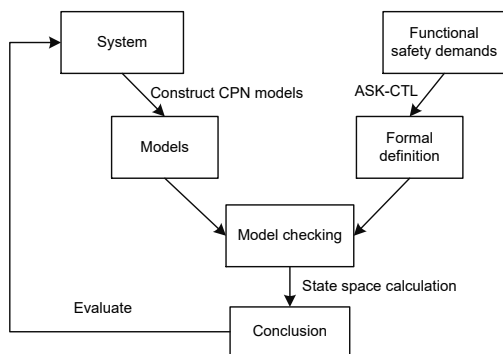 System
Functional
safety demands
Construct CPN models
ASK-CTL
Models
Formal
definition
Model checking
State space calculation
Evaluate
Conclusion